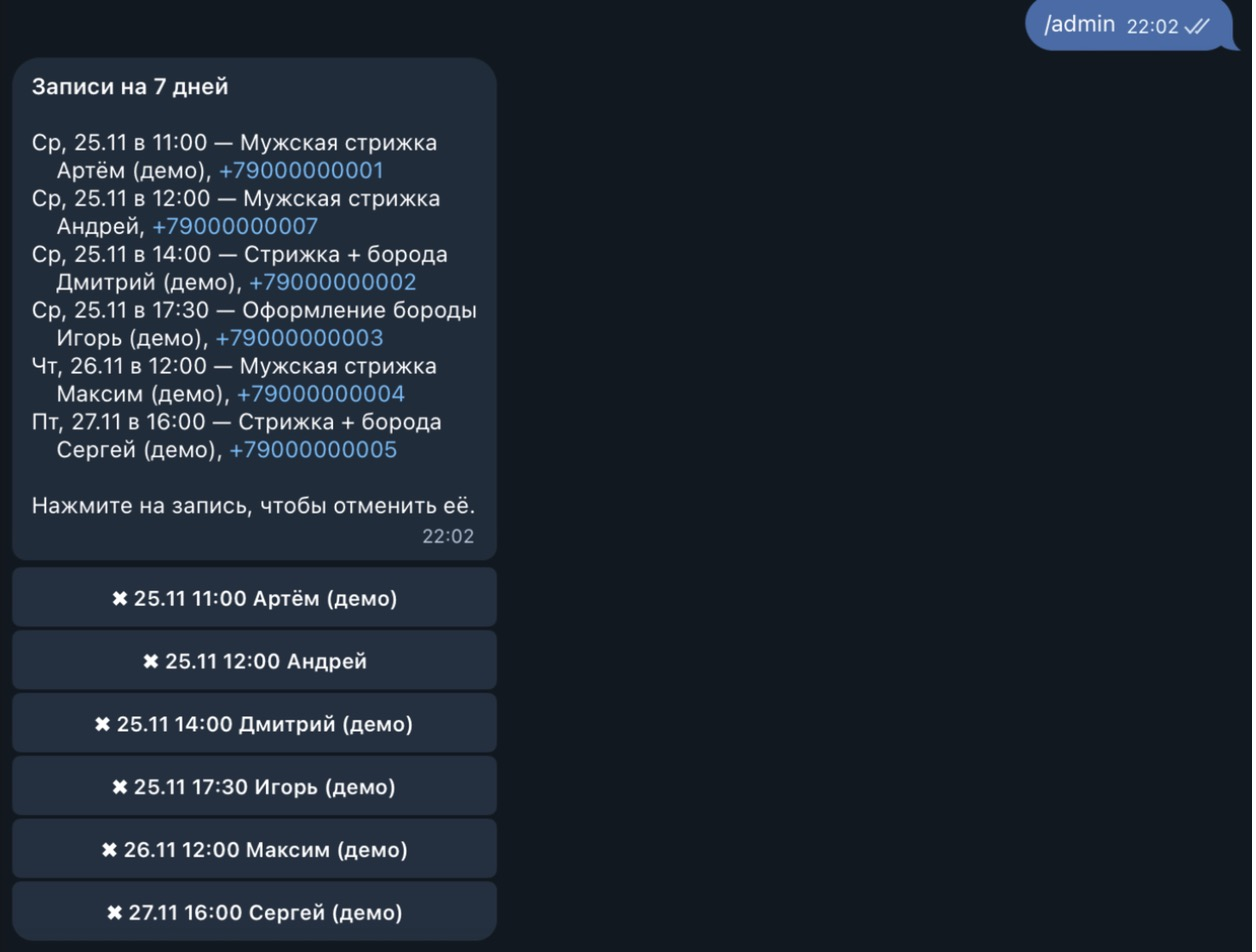 /admin 22:02
Записи на 7 дней
Ср, 25.11 в 11:00 — Мужская стрижка
Артём (демо), +79000000001
Ср, 25.11 в 12:00 — Мужская стрижка
Андрей, +79000000007
Ср, 25.11 в 14:00 — Стрижка + борода
Дмитрий (демо), +79000000002
Ср, 25.11 в 17:30 — Оформление бороды
Игорь (демо), +79000000003
Чт, 26.11 в 12:00 — Мужская стрижка
Максим (демо), +79000000004
Пт, 27.11 в 16:00 — Стрижка + борода
Сергей (демо), +79000000005
Нажмите на запись, чтобы отменить её.
22:02
✖ 25.11 11:00 Артём (демо)
✖ 25.11 12:00 Андрей
✖ 25.11 14:00 Дмитрий (демо)
✖ 25.11 17:30 Игорь (демо)
✖ 26.11 12:00 Максим (демо)
✖ 27.11 16:00 Сергей (демо)